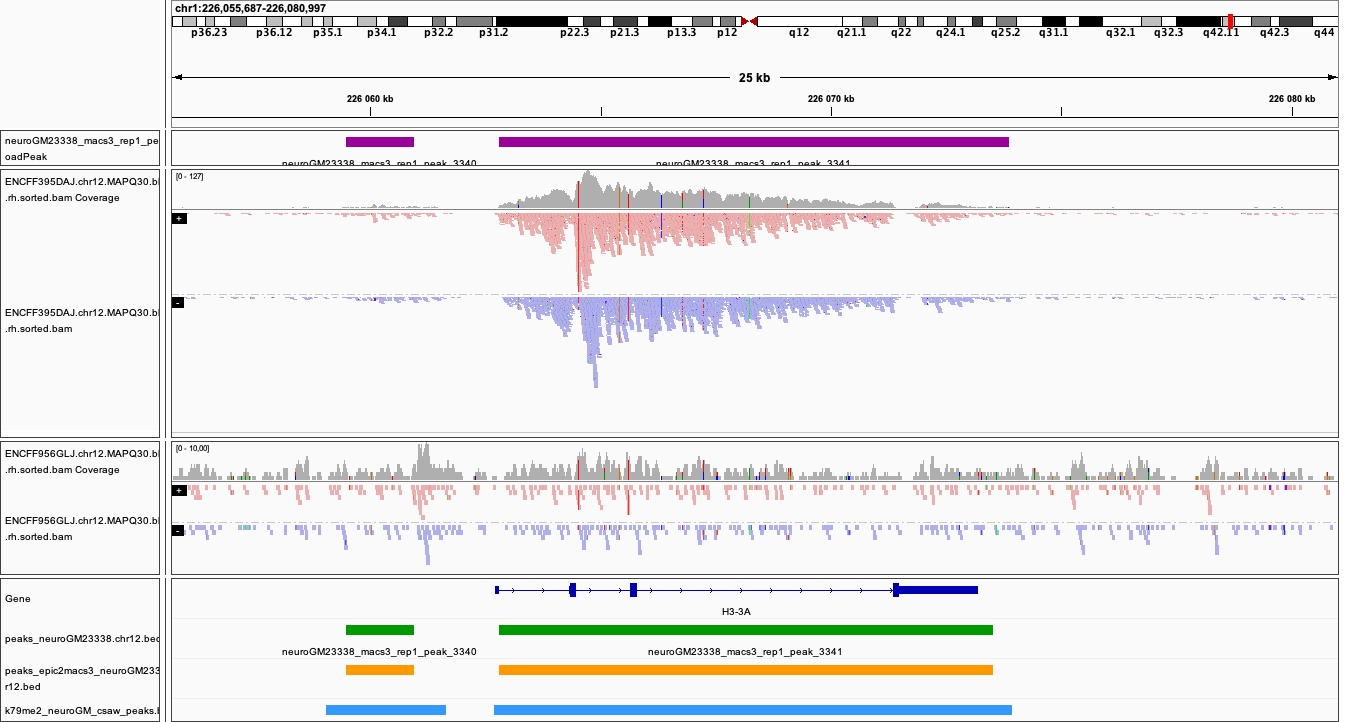 chr1:226,055,687-226,080,997
p36.23 p36.12 p35.1 p34.1 p32.2 p31.2 p22.3 p21.3 p13.3 p12 q12 q21.1 q22 q24.1 q25.2 q31.1 q32.1 q32.3 q42.11 q42.3 q44
25 kb
226 060 kb 226 070 kb 226 080 kb
neuroGM23338_macs3_rep1_pe
oadPeak
neuroGM23338_macs3_rep1_peak_3340 neuroGM23338_macs3_rep1_peak_3341
ENCFF395DAJ.chr12.MAPQ30.bl
.rh.sorted.bam Coverage
[0 - 127]
+
-
ENCFF395DAJ.chr12.MAPQ30.bl
.rh.sorted.bam
ENCFF956GLJ.chr12.MAPQ30.bl
.rh.sorted.bam Coverage
[0 - 10,00]
+
ENCFF956GLJ.chr12.MAPQ30.bl
-
.rh.sorted.bam
Gene
H3-3A
peaks_neuroGM23338.chr12.bed
neuroGM23338_macs3_rep1_peak_3340 neuroGM23338_macs3_rep1_peak_3341
peaks_epic2macs3_neuroGM233
r12.bed
k79me2_neuroGM_csaw_peaks.l